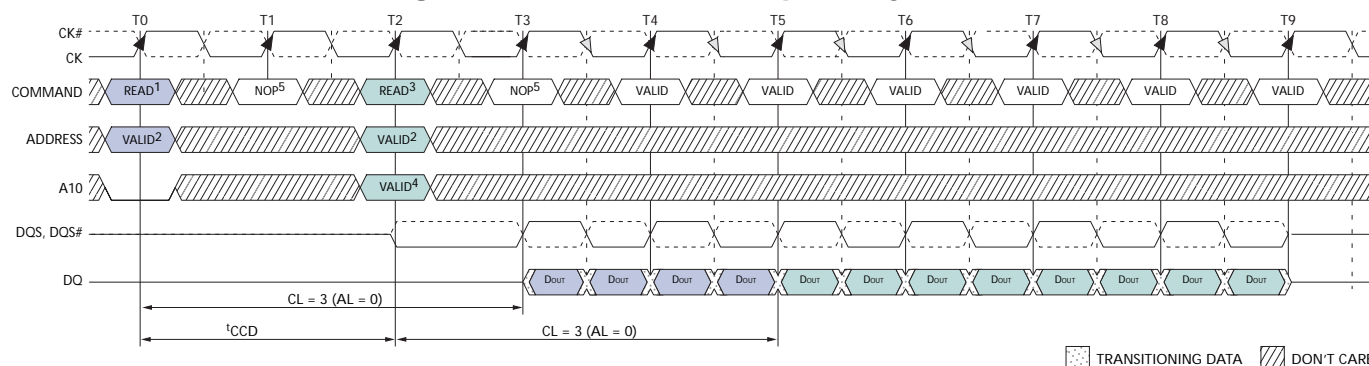 T0 T1 T2 T3 T4 T5 T6 T7 T8 T9
CK#
CK
COMMAND READ1 NOP5 READ3 NOP5 VALID VALID VALID VALID VALID VALID
ADDRESS VALID2 VALID2
A10 VALID4
DQS, DQS#
DQ DOUT DOUT DOUT DOUT DOUT DOUT DOUT DOUT DOUT DOUT DOUT DOUT
CL = 3 (AL = 0)
tCCD CL = 3 (AL = 0)
TRANSITIONING DATA DON'T CARE